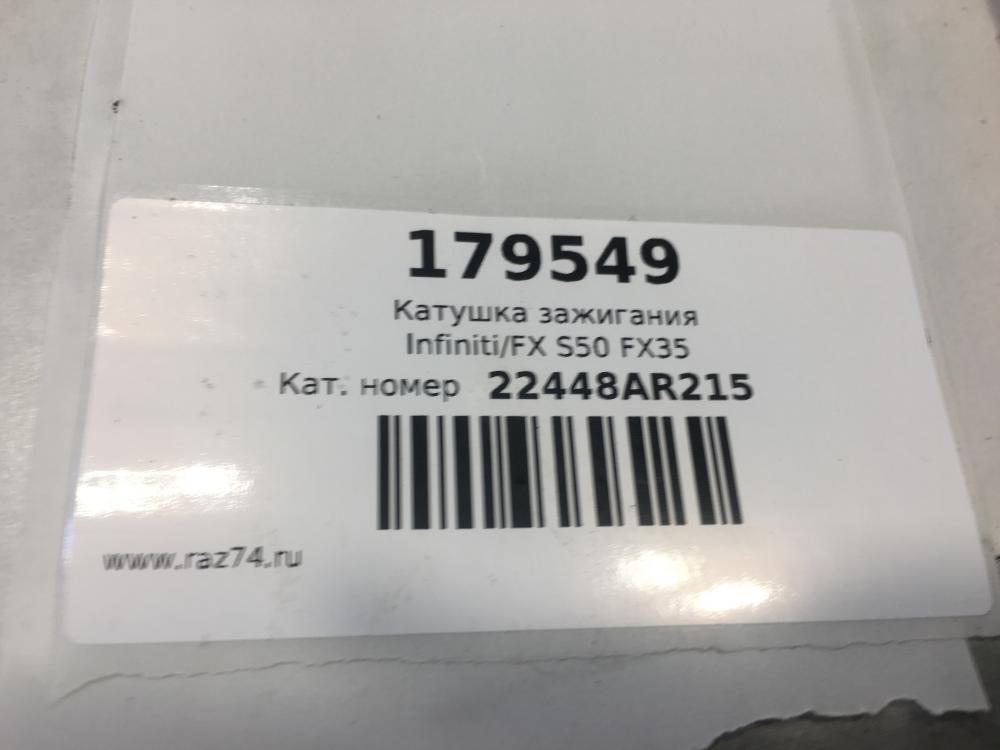 179549
Катушка зажигания
Infiniti/FX S50 FX35
Кат. номер 22448AR215
www.raz74.ru